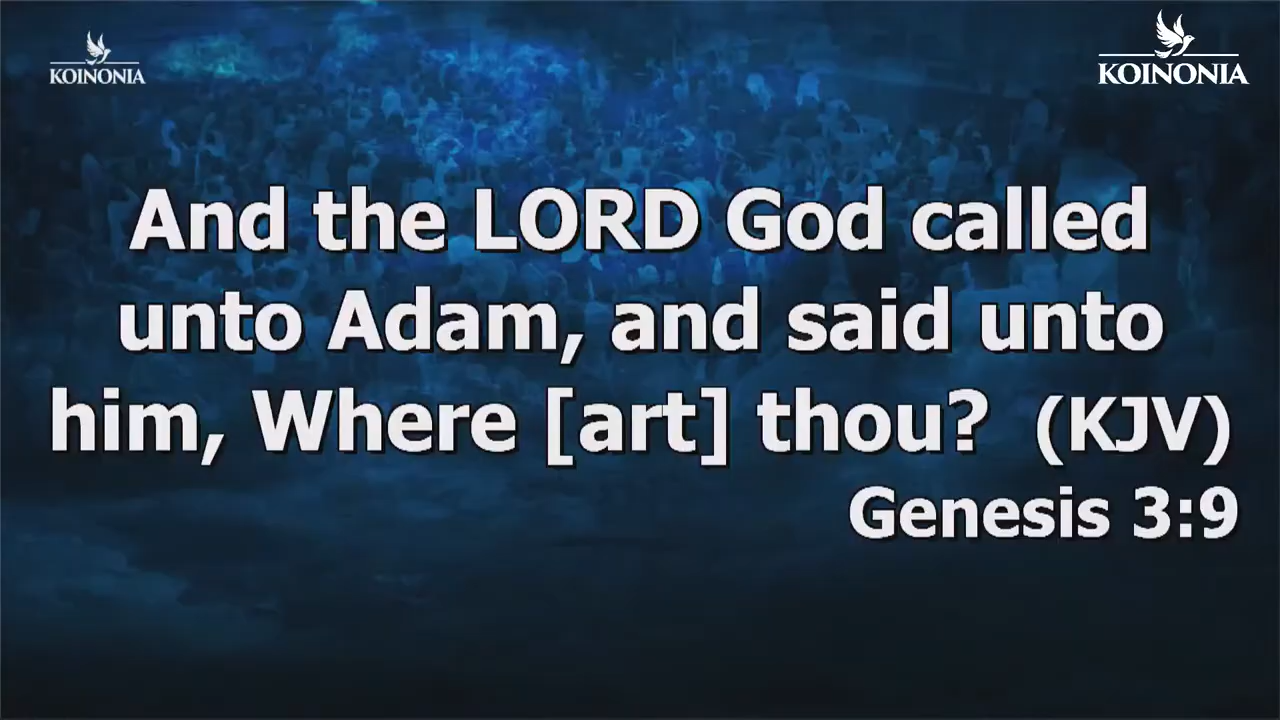 KOINONIA
KOINONIA
And the LORD God called
unto Adam, and said unto
him, Where [art] thou? (KJV)
Genesis 3:9